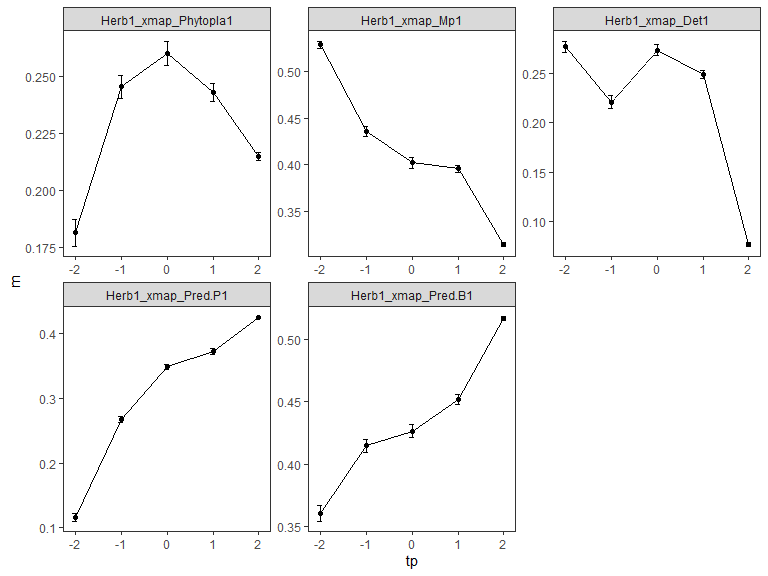 Herb1_xmap_Phytopla1
Herb1_xmap_Mp1
Herb1_xmap_Det1
0.250
0.225
0.200
0.175
-2 -1 0 1 2
0.50
0.45
0.40
0.35
-2 -1 0 1 2
0.25
0.20
0.15
0.10
-2 -1 0 1 2
m
Herb1_xmap_Pred.P1
Herb1_xmap_Pred.B1
0.4
0.3
0.2
0.1
-2 -1 0 1 2
0.50
0.45
0.40
0.35
-2 -1 0 1 2
tp